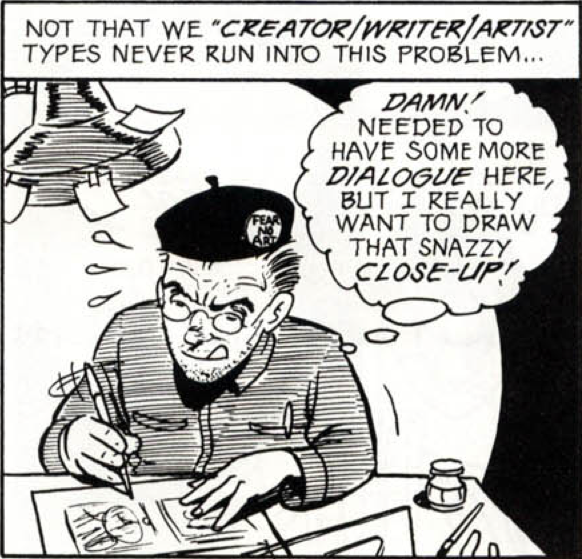 NOT THAT WE "CREATOR/WRITER/ARTIST"
TYPES NEVER RUN INTO THIS PROBLEM...
DAMN!
NEEDED TO
HAVE SOME MORE
DIALOGUE HERE,
BUT I REALLY
WANT TO DRAW
THAT SNAZZY
CLOSE-UP!
FEAR
NO
ART